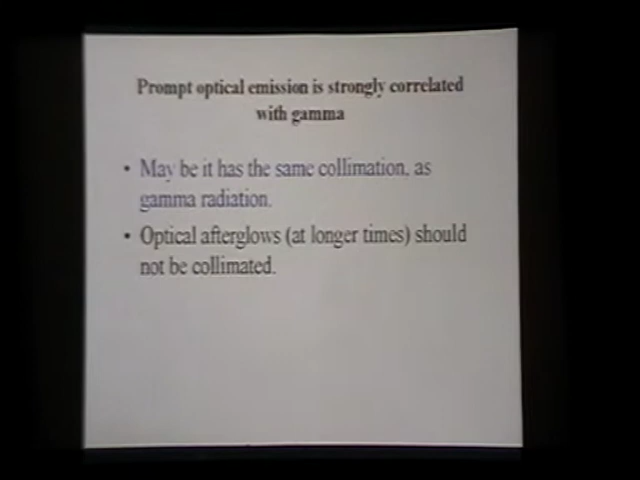 Prompt optical emission is strongly correlated
with gamma
• May be it has the same collimation, as
gamma radiation.
• Optical afterglows (at longer times) should
not be collimated.